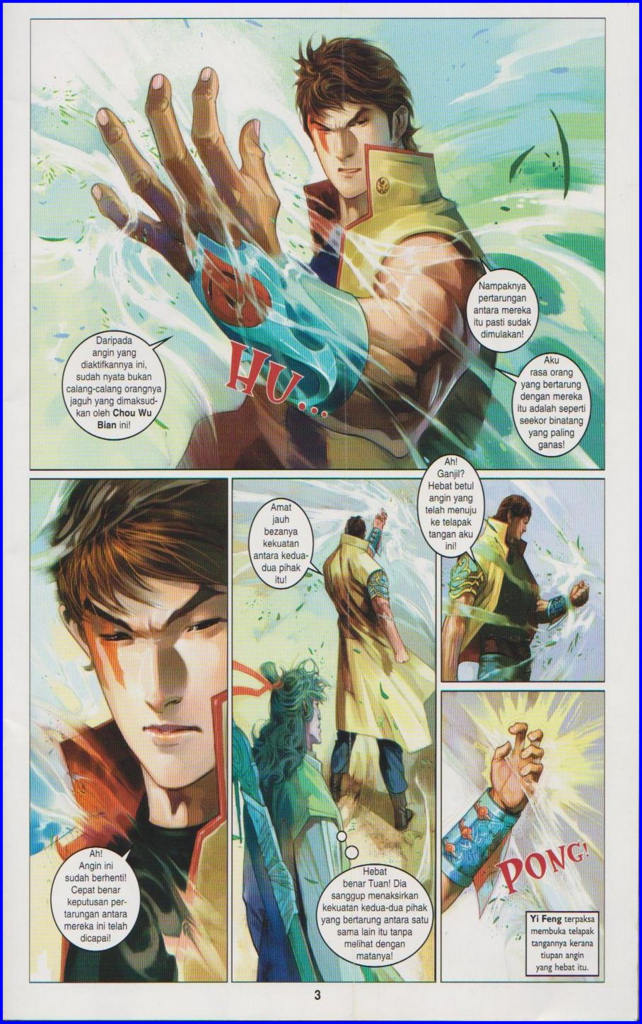 Nampaknya
pertarungan
antara mereka
itu pasti sudak
dimulakan!
Aku
rasa orang
yang bertarung
dengan mereka
itu adalah seperti
seekor binatang
yang paling
ganas!
Daripada
angin yang
diaktifkannya ini,
sudah nyata bukan
calang-calang orangnya
jaguh yang dimaksud-
kan oleh Chou Wu
Bian ini!
HU...
Ah!
Angin ini
sudah berhenti!
Cepat benar
keputusan per-
tarungan antara
mereka ini telah
dicapai!
Amat
jauh
bezanya
kekuatan
antara kedua-
dua pihak
itu!
Hebat
benar Tuan! Dia
sanggup menaksirkan
kekuatan kedua-dua pihak
yang bertarung antara satu
sama lain itu tanpa
melihat dengan
matanya!
Ah!
Ganjil?
Hebat betul
angin yang
telah menuju
ke telapak
tangan aku
ini!
PONG!
Yi Feng terpaksa
membuka telapak
tangannya kerana
tiupan angin
yang hebat itu.
3